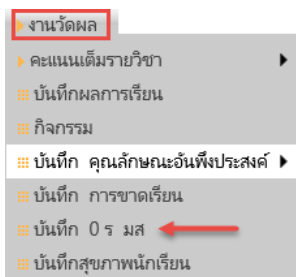 งานวัดผล
คะแนนเต็มรายวิชา
บันทึกผลการเรียน
กิจกรรม
บันทึก คุณลักษณะอันพึงประสงค์
บันทึก การขาดเรียน
บันทึก 0 ร มส
บันทึกสุขภาพนักเรียน